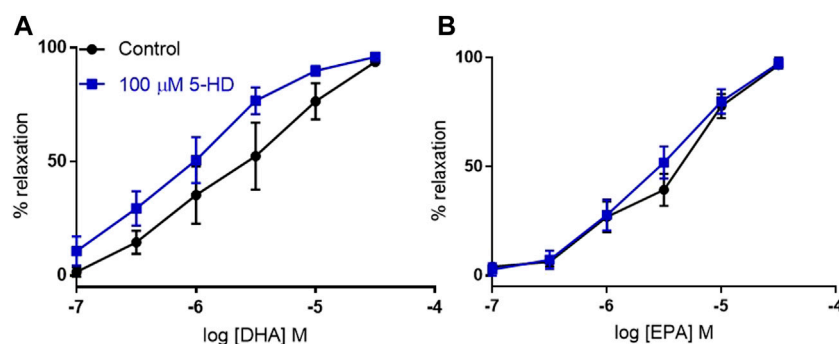 A
B
100
Control
100 μM 5-HD
50
0
% relaxation
-7
-6
-5
-4
log [DHA] M
100
50
0
% relaxation
-7
-6
-5
-4
log [EPA] M